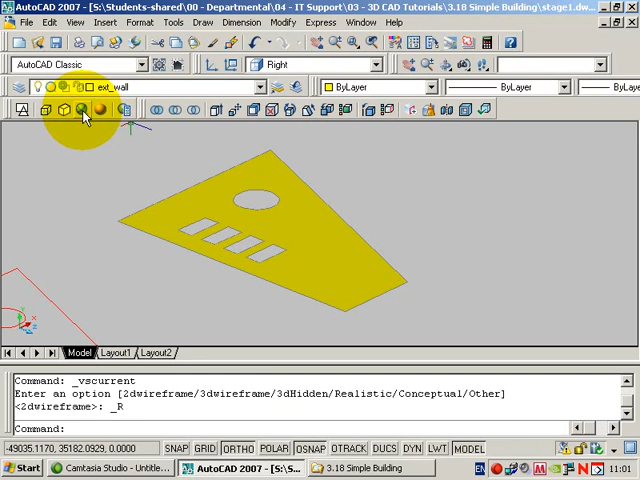 AutoCAD 2007 - [S:\Students-shared\00 - Departmental\04 - IT Support\03 - 3D CAD Tutorials\3.18 Simple Building\stage1.dw...
File Edit View Insert Format Tools Draw Dimension Modify Express Window Help
AutoCAD Classic Right
ext_wall ByLayer ByLayer ByLaye
Model Layout1 Layout2
Command: _vscurrent
Enter an option [2dwireframe/3dwireframe/3dHidden/Realistic/Conceptual/Other]
<2dwireframe>: _R
Command:
-49035.1170, 35182.0929, 0.0000 SNAP GRID ORTHO POLAR OSNAP OTRACK DUCS DYN LWT MODEL
Start Camtasia Studio - Untitle... AutoCAD 2007 - [S:\S... 3.18 Simple Building EN 11:01